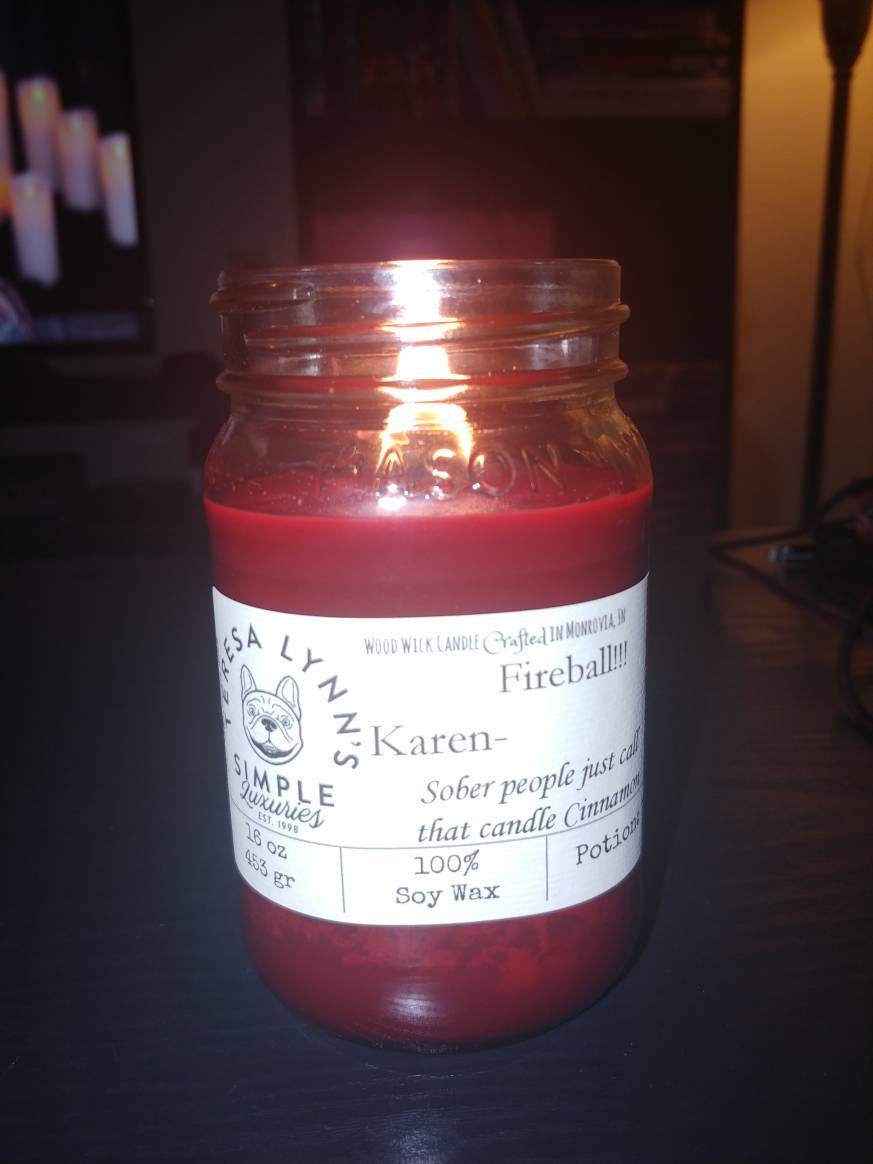 MASON
WOOD WICK CANDLE Crafted IN MONROVIA, IN
Fireball!!!
TERESA LYNN'S
SIMPLE
Luxuries
EST. 1998
Karen-
Sober people just call
that candle Cinnamon
16 oz
453 gr
100%
Soy Wax
Potion